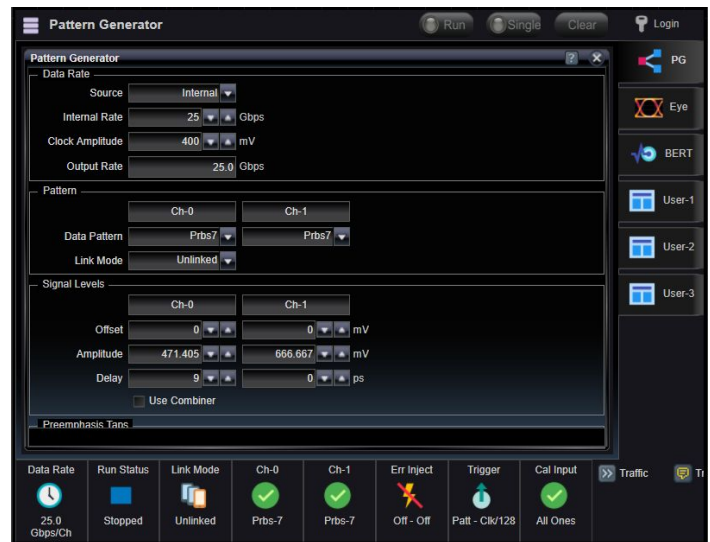 Pattern Generator Run Single Clear Login
Pattern Generator ?
Data Rate
Source Internal
Internal Rate 25 Gbps
Clock Amplitude 400 mV
Output Rate 25.0 Gbps
Pattern
Ch-0 Ch-1
Data Pattern Prbs7 Prbs7
Link Mode Unlinked
Signal Levels
Ch-0 Ch-1
Offset 0 0 mV
Amplitude 471.405 666.667 mV
Delay 9 0 ps
Use Combiner
Preemphasis Taps
PG
Eye
BERT
User-1
User-2
User-3
Data Rate Run Status Link Mode Ch-0 Ch-1 Err Inject Trigger Cal Input Traffic
25.0 Stopped Unlinked Prbs-7 Prbs-7 Off - Off Patt - Clk/128 All Ones
Gbps/Ch